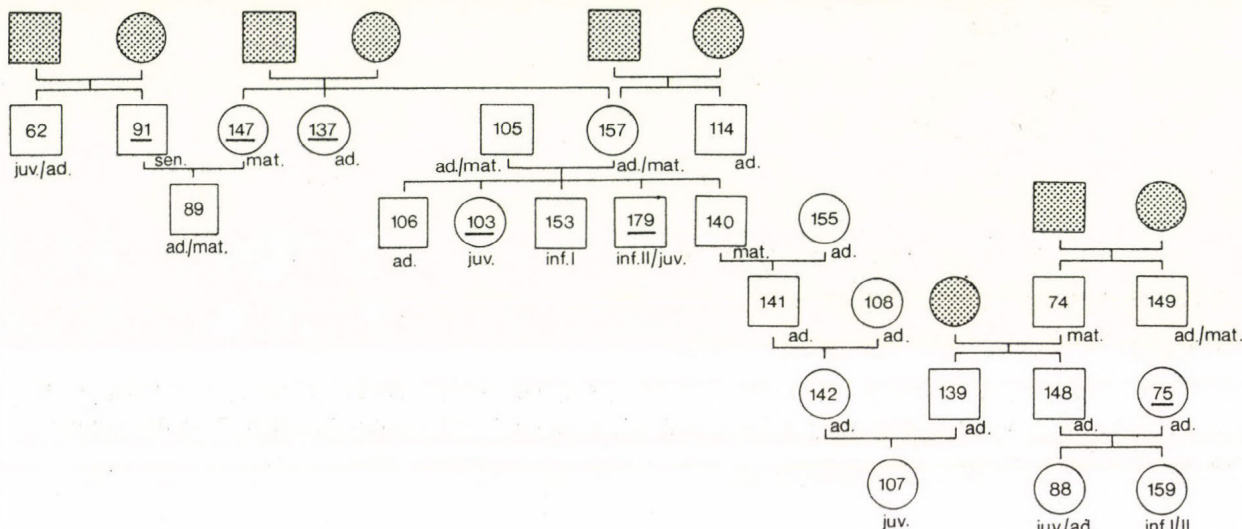 62 91 147 137 105 157 114
juv./ad. sen. mat. ad. ad./mat. ad./mat. ad.
89 106 103 153 179 140 155
ad./mat. ad. juv. inf.I inf.II/juv. mat. ad.
141 108 74 149
ad. ad. mat. ad./mat.
142 139 148 75
ad. ad. ad. ad.
107 88 159
juv. juv./ad. inf.I/II